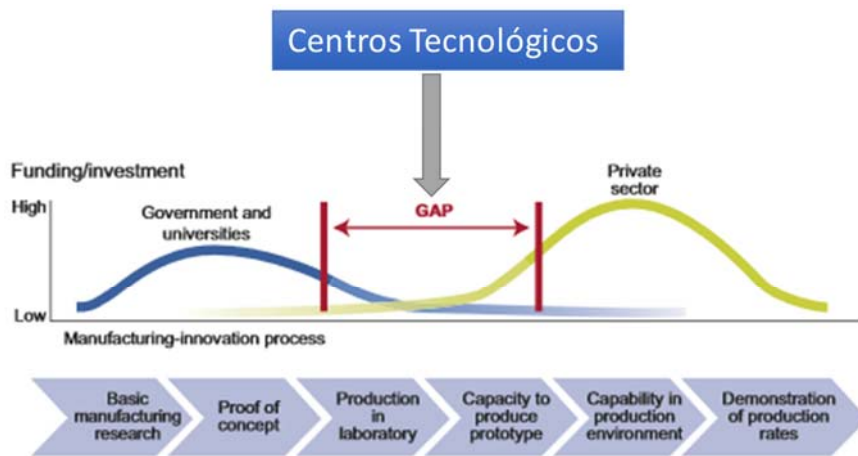 Centros Tecnológicos
Funding/investment
High
Government and
universities
GAP
Private
sector
Low
Manufacturing-innovation process
Basic
manufacturing
research
Proof of
concept
Production
in
laboratory
Capacity to
produce
prototype
Capability in
production
environment
Demonstration
of production
rates